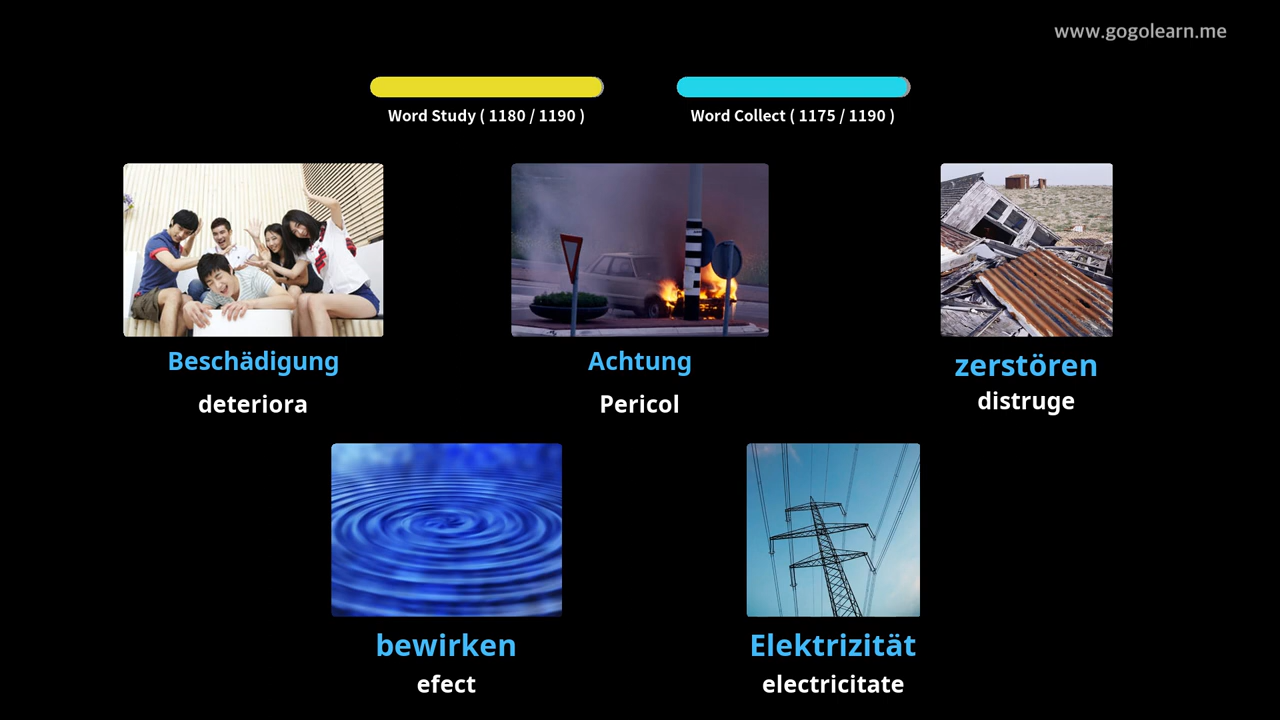 www.gogolearn.me
Word Study ( 1180 / 1190 )
Word Collect ( 1175 / 1190 )
Beschädigung
deteriora
Achtung
Pericol
zerstören
distruge
bewirken
efect
Elektrizität
electricitate